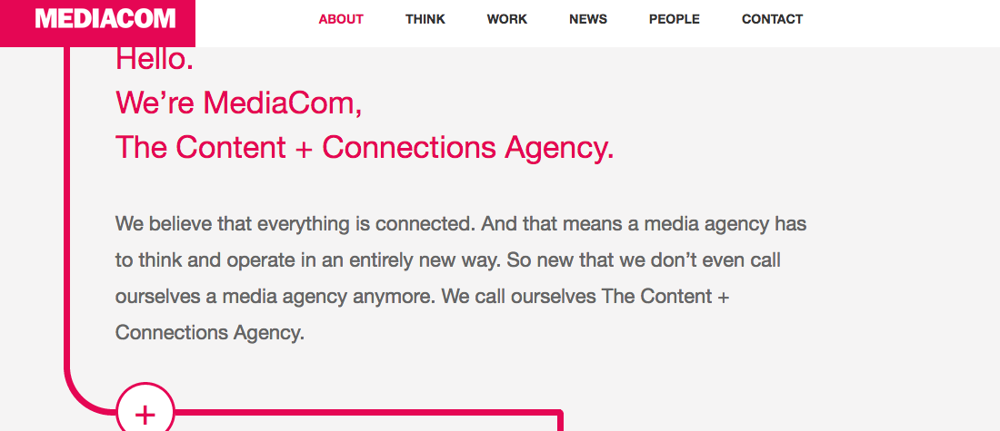 MEDIACOM
ABOUT THINK WORK NEWS PEOPLE CONTACT
Hello.
We're MediaCom,
The Content + Connections Agency.
We believe that everything is connected. And that means a media agency has
to think and operate in an entirely new way. So new that we don't even call
ourselves a media agency anymore. We call ourselves The Content +
Connections Agency.
+